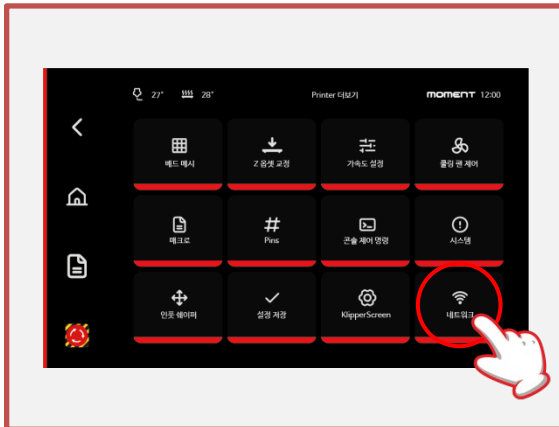 27° 28° Printer 더보기 moment 12:00
베드 메시 Z 옵셋 교정 가속도 설정 쿨링 팬 제어
매크로 Pins 콘솔 제어 명령 시스템
인풋 쉐이퍼 설정 저장 KlipperScreen 네트워크